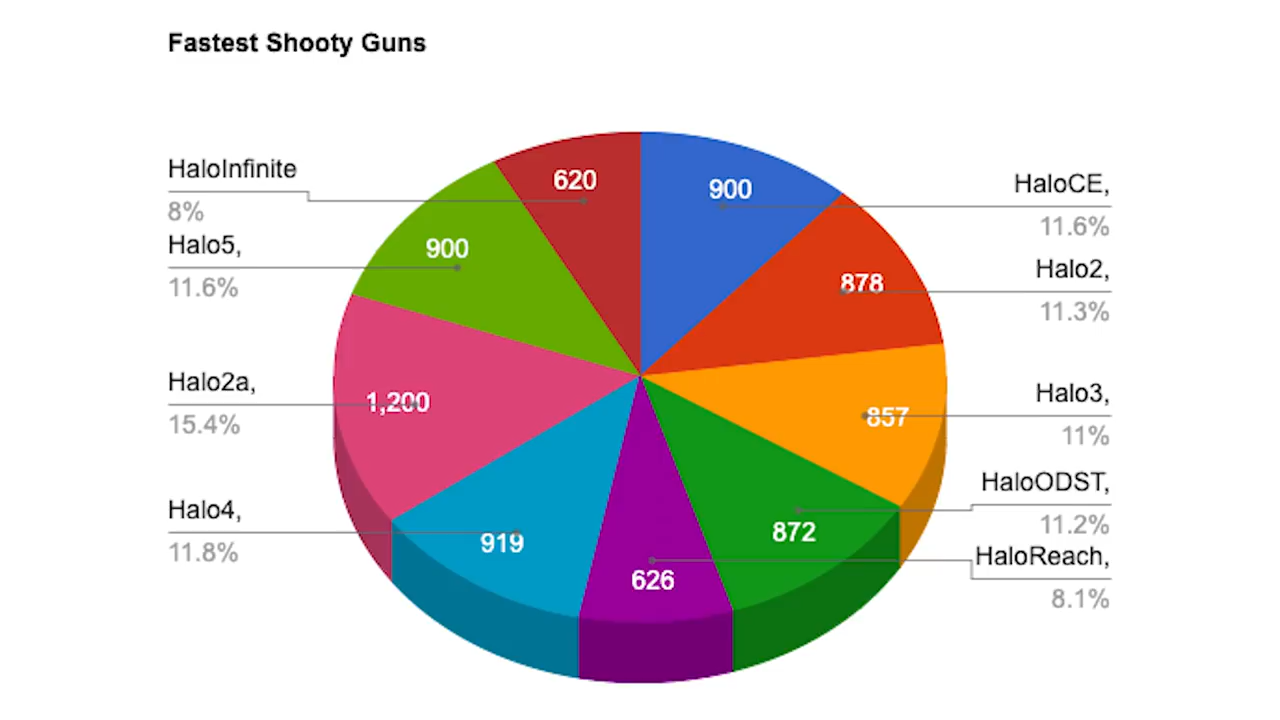 Fastest Shooty Guns
HaloInfinite
8%
Halo5,
11.6%
Halo2a,
15.4%
Halo4,
11.8%
620
900
900
878
1,200
857
919
872
626
HaloCE,
11.6%
Halo2,
11.3%
Halo3,
11%
HaloODST,
11.2%
HaloReach,
8.1%